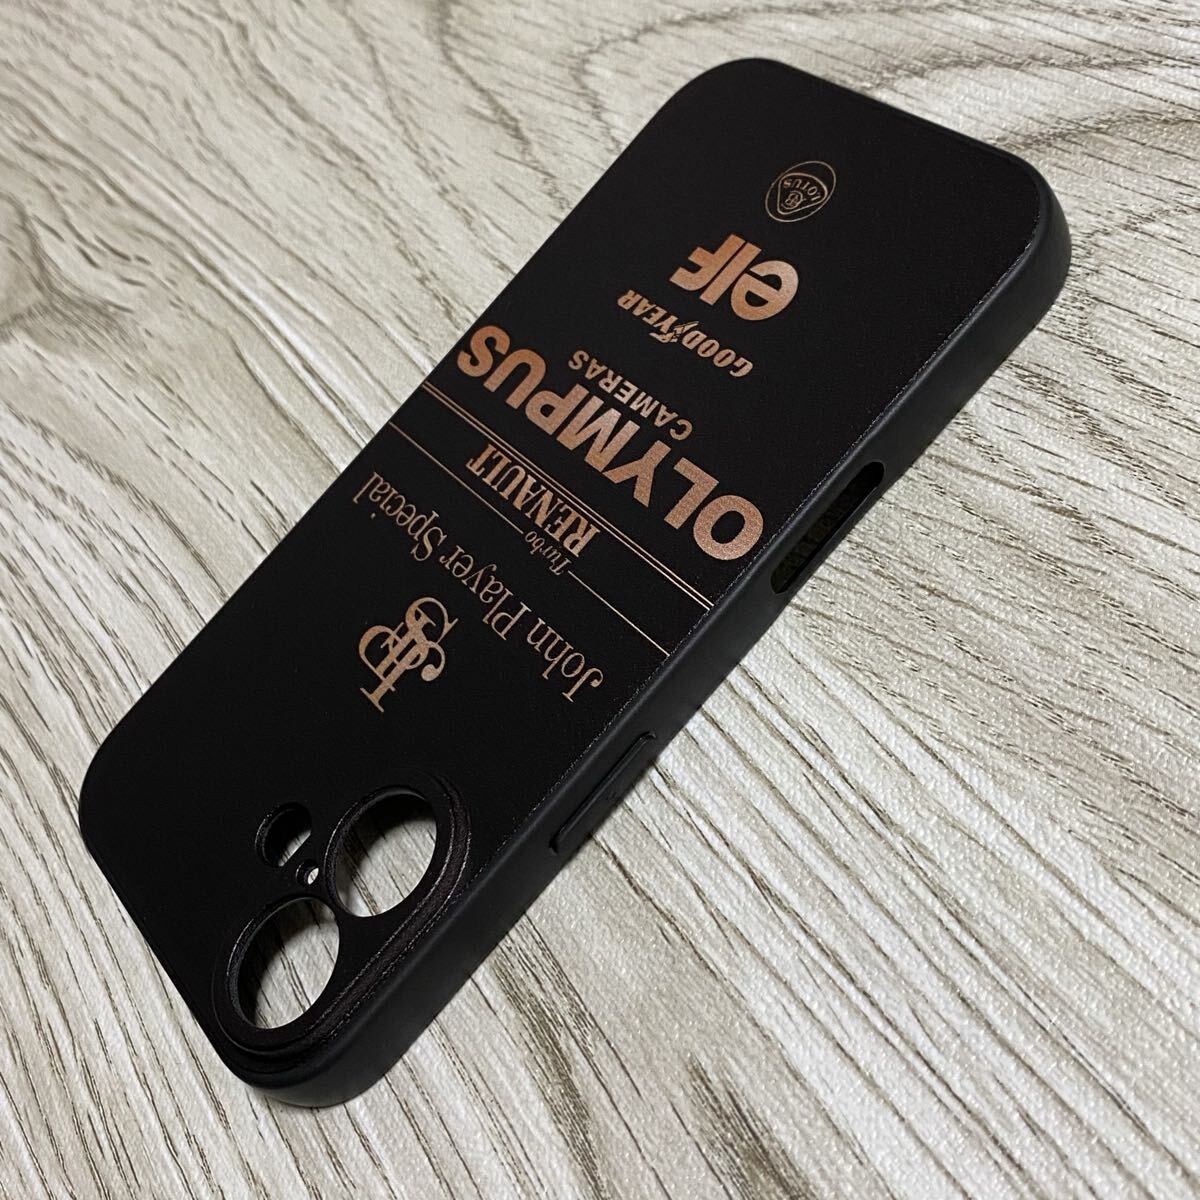 JPS
John Player Special
Turbo
RENAULT
OLYMPUS
CAMERAS
GOODYEAR
elf
LOTUS